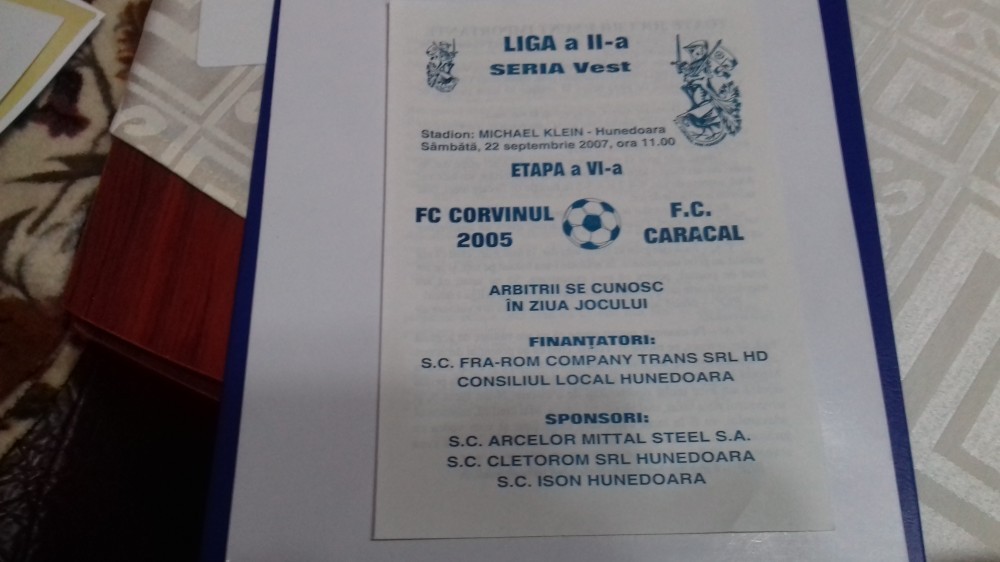 LIGA a II-a
SERIA Vest
Stadion: MICHAEL KLEIN - Hunedoara
Sâmbătă, 22 septembrie 2007, ora 11.00
ETAPA a VI-a
FC CORVINUL 2005
F.C. CARACAL
ARBITRII SE CUNOSC
ÎN ZIUA JOCULUI
FINANȚATORI:
S.C. FRA-ROM COMPANY TRANS SRL HD
CONSILIUL LOCAL HUNEDOARA
SPONSORI:
S.C. ARCELOR MITTAL STEEL S.A.
S.C. CLETOROM SRL HUNEDOARA
S.C. ISON HUNEDOARA